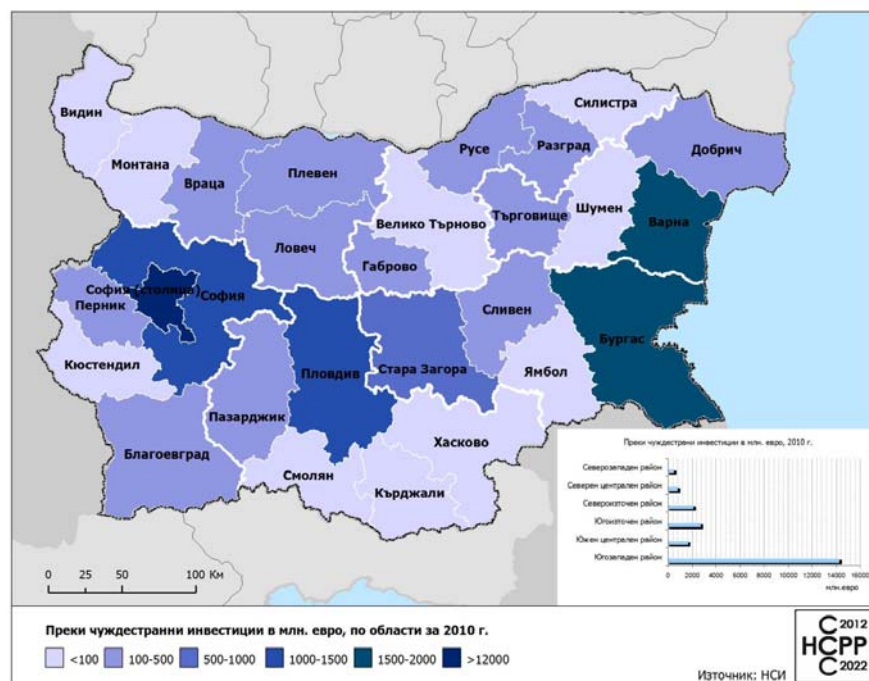 Видин
Монтана
Враца
Плевен
Ловеч
Велико Търново
Габрово
Русе
Разград
Силистра
Добрич
Търговище
Шумен
Варна
София (столица)
София
Перник
Кюстендил
Благоевград
Пазарджик
Пловдив
Стара Загора
Сливен
Ямбол
Бургас
Хасково
Смолян
Кърджали
0 25 50 100 Км
Преки чуждестрани инвестиции в млн. евро, 2010 г.
Северозападен район
Северен централен район
Североизточен район
Югоизточен район
Южен централен район
Югозападен район
0 2000 4000 6000 8000 10000 12000 14000 16000
млн.евро
Преки чуждестранни инвестиции в млн. евро, по области за 2010 г.
<100 100-500 500-1000 1000-1500 1500-2000 >12000
Източник: НСИ
C 2012
НCРР
C 2022